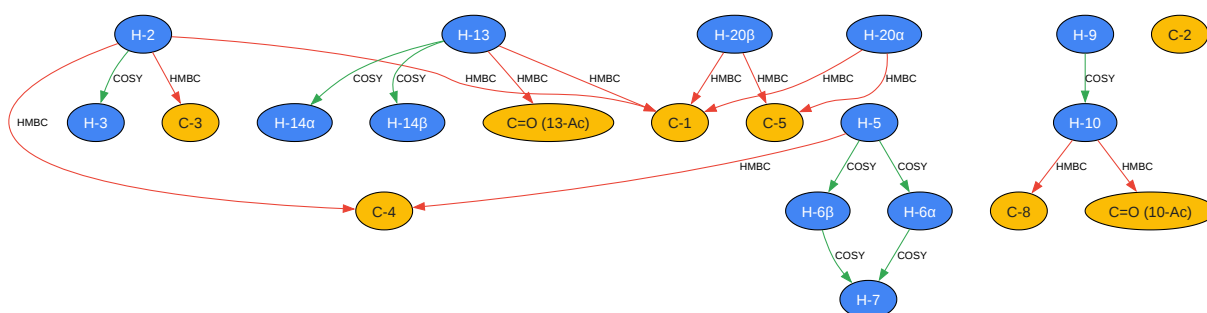 H-2
H-13
H-20β
H-20α
H-9
C-2
COSY
HMBC
COSY
COSY
HMBC
HMBC
HMBC
HMBC
HMBC
HMBC
COSY
HMBC
H-3
C-3
H-14α
H-14β
C=O (13-Ac)
C-1
C-5
H-5
H-10
HMBC
COSY
COSY
HMBC
HMBC
C-4
H-6β
H-6α
C-8
C=O (10-Ac)
COSY
COSY
H-7